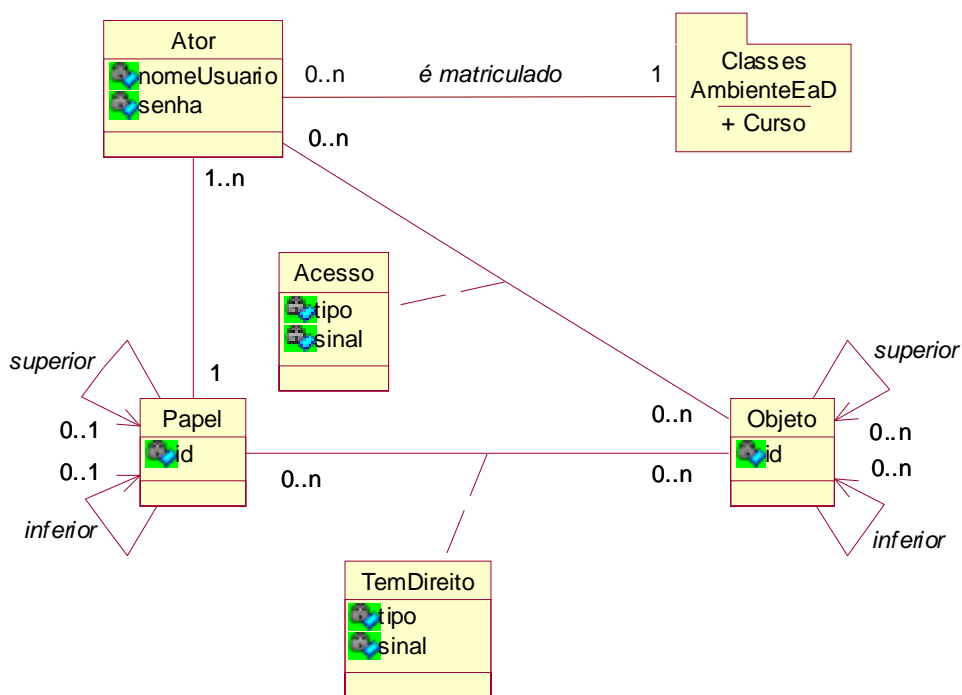 Ator
nomeUsuario
senha
0..n
é matriculado
1
Classes
AmbienteEaD
+ Curso
0..n
1..n
Acesso
tipo
sinal
superior
1
superior
0..n
0..1
Papel
Objeto
0..n
id
id
0..1
0..n
0..n
0..n
inferior
inferior
TemDireito
tipo
sinal